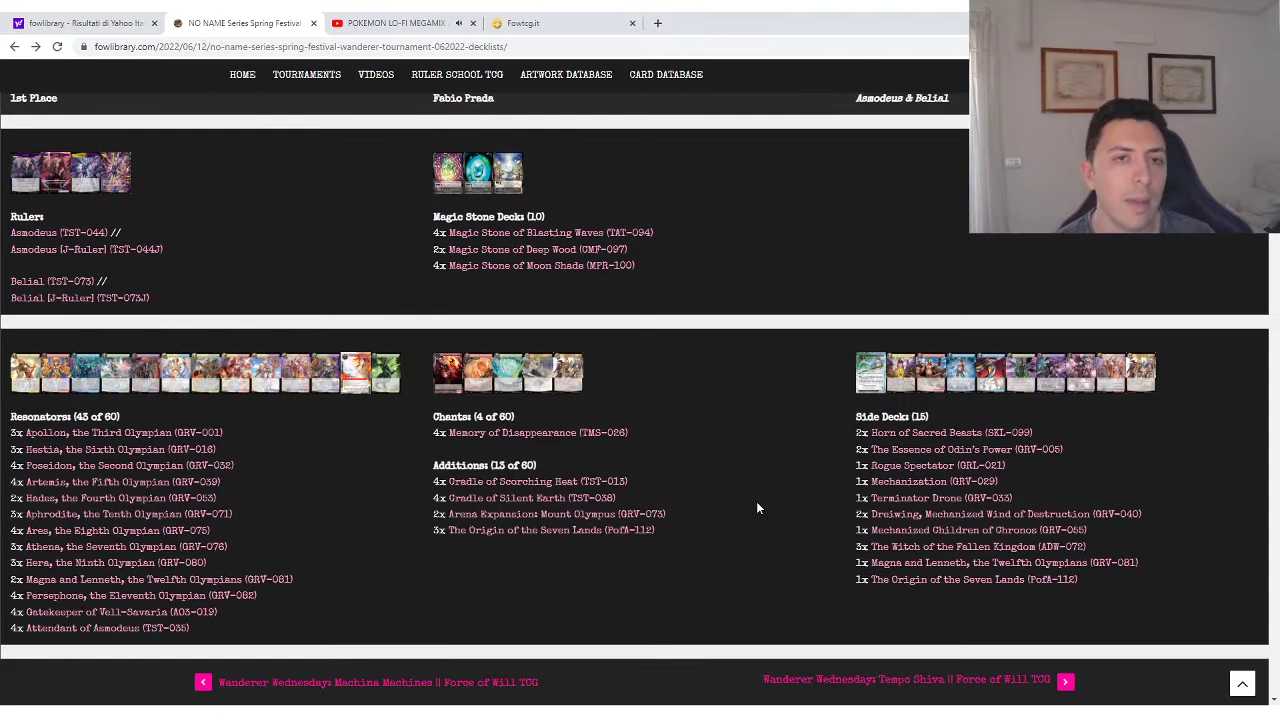 fowlibrary - Risultati di Yahoo Ita
NO NAME Series Spring Festival
POKEMON LO-FI MEGAMIX
Fowtcg.it
fowlibrary.com/2022/06/12/no-name-series-spring-festival-wanderer-tournament-062022-decklists/
HOME TOURNAMENTS VIDEOS RULER SCHOOL TCG ARTWORK DATABASE CARD DATABASE
1st Place Fabio Prada Asmodeus & Belial
Ruler:
Asmodeus (TST-044) //
Asmodeus [J-Ruler] (TST-044J)
Belial (TST-073) //
Belial [J-Ruler] (TST-073J)
Magic Stone Deck: (10)
4x Magic Stone of Blasting Waves (TAT-094)
2x Magic Stone of Deep Wood (CMF-097)
4x Magic Stone of Moon Shade (MPR-100)
Resonators: (43 of 60)
3x Apollon, the Third Olympian (GRV-001)
3x Hestia, the Sixth Olympian (GRV-016)
4x Poseidon, the Second Olympian (GRV-032)
4x Artemis, the Fifth Olympian (GRV-039)
2x Hades, the Fourth Olympian (GRV-053)
3x Aphrodite, the Tenth Olympian (GRV-071)
4x Ares, the Eighth Olympian (GRV-075)
3x Athena, the Seventh Olympian (GRV-076)
3x Hera, the Ninth Olympian (GRV-080)
2x Magna and Lenneth, the Twelfth Olympians (GRV-081)
4x Persephone, the Eleventh Olympian (GRV-082)
4x Gatekeeper of Vell-Savaria (AO3-019)
4x Attendant of Asmodeus (TST-035)
Chants: (4 of 60)
4x Memory of Disappearance (TMS-026)
Additions: (13 of 60)
4x Cradle of Scorching Heat (TST-013)
4x Cradle of Silent Earth (TST-038)
2x Arena Expansion: Mount Olympus (GRV-073)
3x The Origin of the Seven Lands (PofA-112)
Side Deck: (15)
2x Horn of Sacred Beasts (SKL-099)
2x The Essence of Odin's Power (GRV-005)
1x Rogue Spectator (GRL-021)
1x Mechanization (GRV-029)
1x Terminator Drone (GRV-033)
2x Dreiwing, Mechanized Wind of Destruction (GRV-040)
1x Mechanised Children of Chronos (GRV-055)
3x The Witch of the Fallen Kingdom (ADW-072)
1x Magna and Lenneth, the Twelfth Olympians (GRV-081)
1x The Origin of the Seven Lands (PofA-112)
Wanderer Wednesday: Machina Machines || Force of Will TCG
Wanderer Wednesday: Tempo Shiva || Force of Will TCG